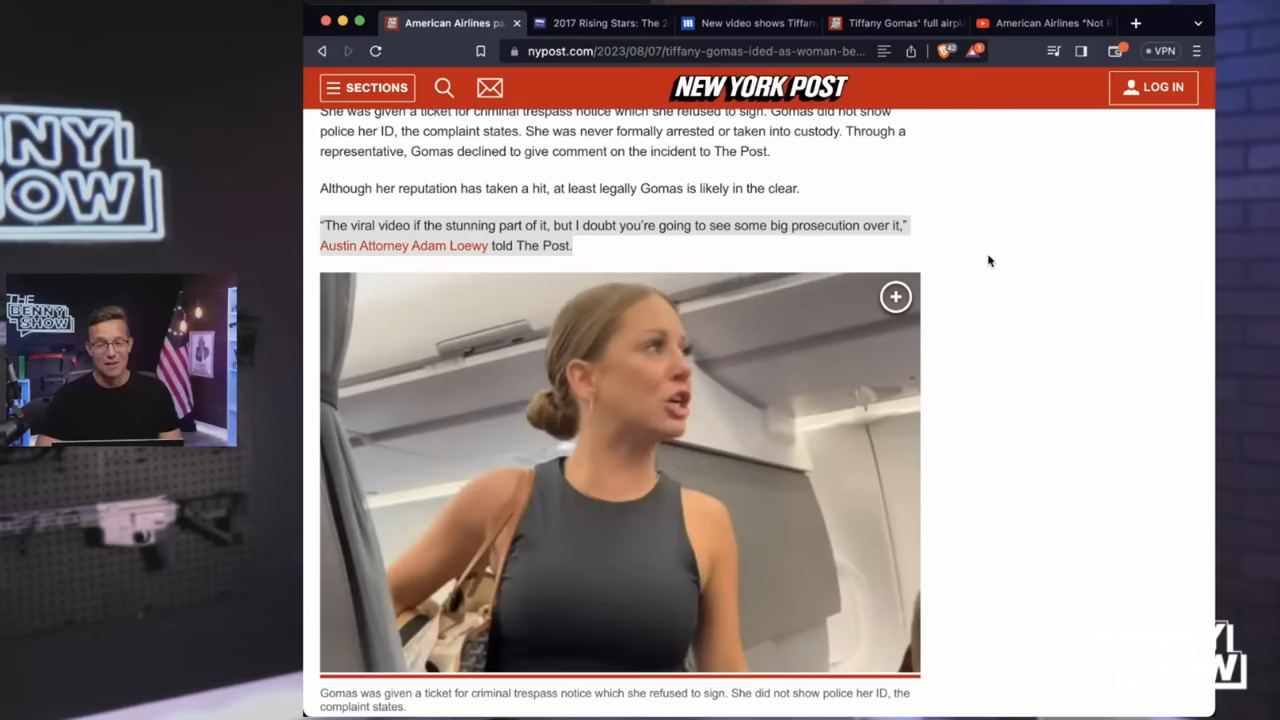 American Airlines pa
2017 Rising Stars: The 2
New video shows Tiffan
Tiffany Gomas' full airpl
American Airlines “Not R
nypost.com/2023/08/07/tiffany-gomas-ided-as-woman-be...
42
1
VPN
SECTIONS
NEW YORK POST
LOG IN
She was given a ticket for criminal trespass notice which she refused to sign. Gomas did not show
police her ID, the complaint states. She was never formally arrested or taken into custody. Through a
representative, Gomas declined to give comment on the incident to The Post.
Although her reputation has taken a hit, at least legally Gomas is likely in the clear.
“The viral video if the stunning part of it, but I doubt you’re going to see some big prosecution over it,”
Austin Attorney Adam Loewy told The Post.
Gomas was given a ticket for criminal trespass notice which she refused to sign. She did not show police her ID, the
complaint states.
NNY
OW
THE
BENNY
SHOW